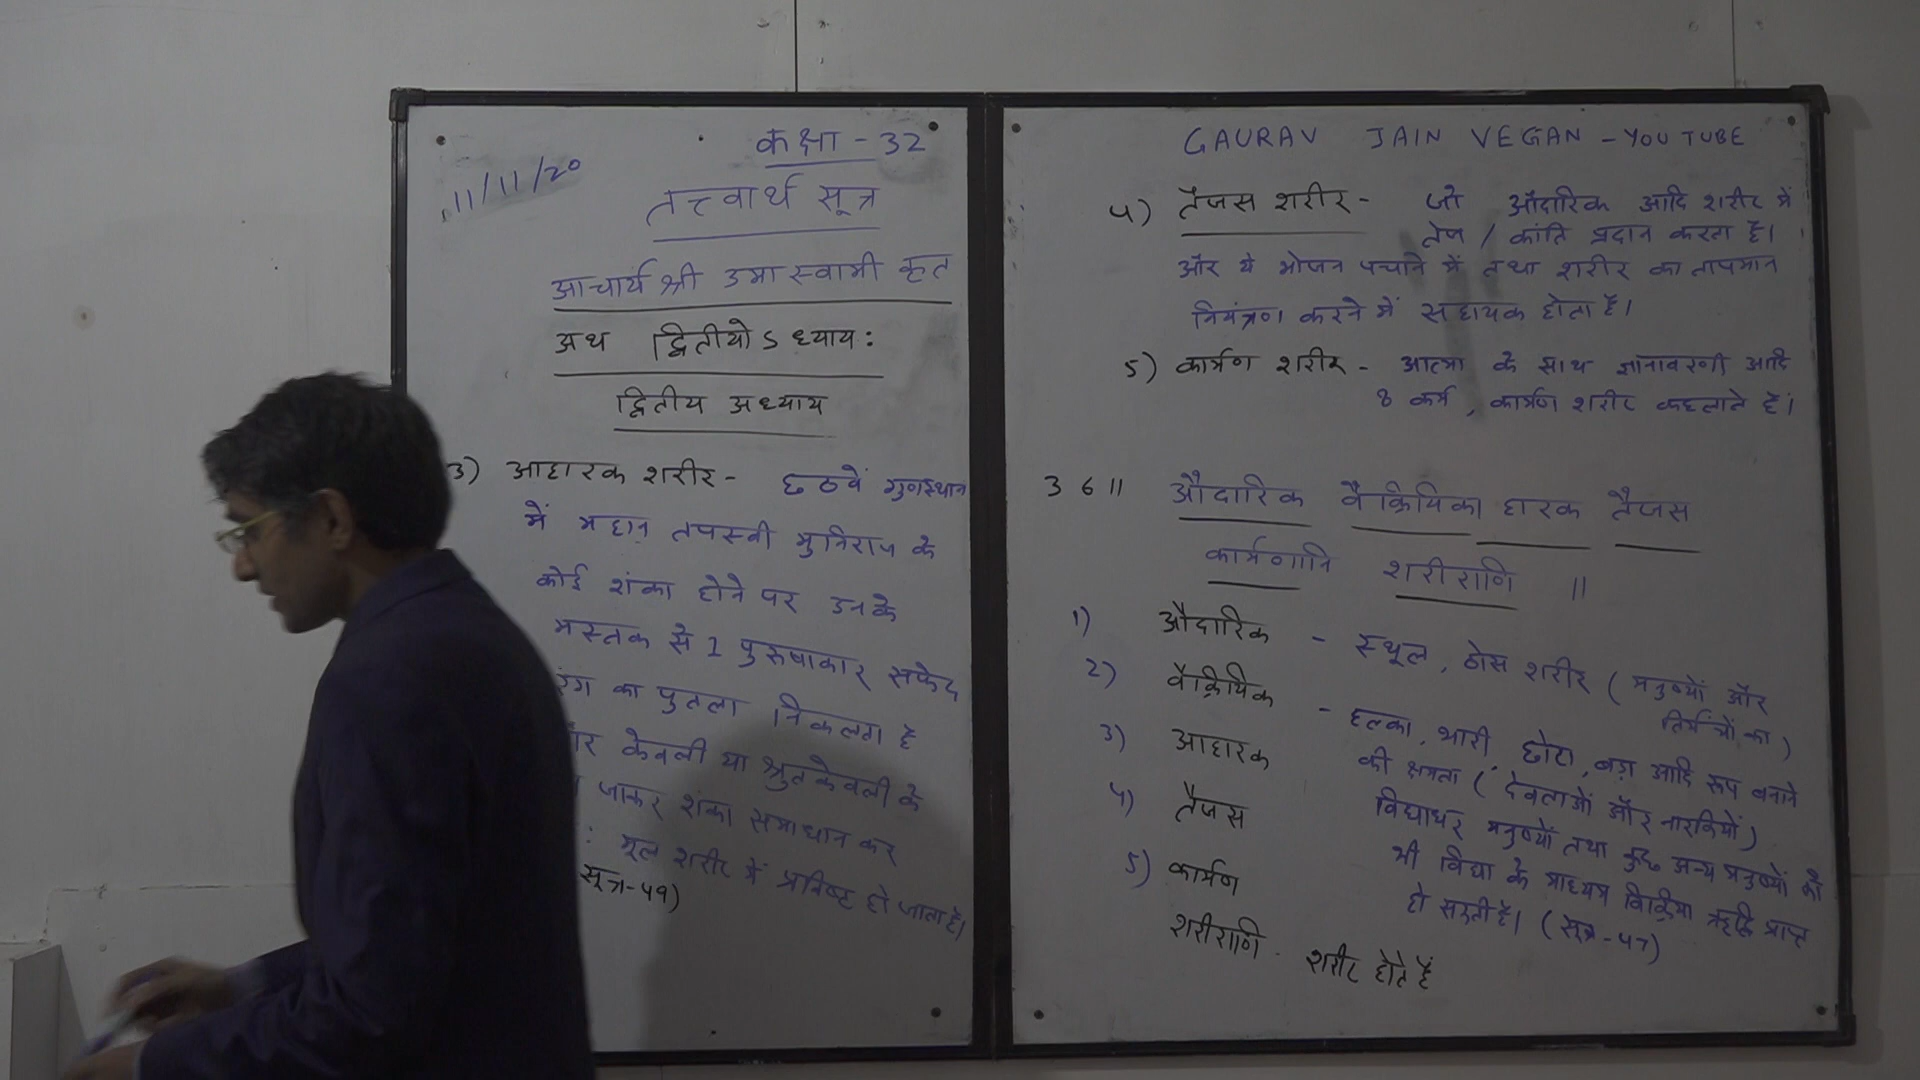 कक्षा - 32
11/11/20
तत्त्वार्थ सूत्र
आचार्य श्री उमास्वामी कृत
अथ द्वितीयोऽध्यायः
द्वितीय अध्याय
3) आहारक शरीर - छठवें गुणस्थान
में महान तपस्वी मुनिराज के
कोई शंका होने पर उनके
मस्तक से 1 पुरुषाकार सफेद
रंग का पुतला निकलता है
केवली या श्रुतकेवली के
जाकर शंका समाधान कर
मूल शरीर में प्रविष्ट हो जाता है।
सूत्र-49)
GAURAV JAIN VEGAN - YOUTUBE
4) तैजस शरीर - जो औदारिक आदि शरीर में
तेज / कांति प्रदान करता है।
और ये भोजन पचाने में तथा शरीर का तापमान
नियंत्रण करने में सहायक होता है।
5) कार्मण शरीर - आत्मा के साथ ज्ञानावरणी आदि
8 कर्म, कार्मण शरीर कहलाते हैं।
36॥ औदारिक वैक्रियिका हारक तैजस
कार्मणानि शरीराणि ॥
1) औदारिक - स्थूल, ठोस शरीर (मनुष्यों और
तिर्यन्चों का)
2) वैक्रियिक - हल्का, भारी, छोटा, बड़ा आदि रूप बनाने
की क्षमता (देवताओं और नारकियों)
विद्याधर मनुष्यों तथा कुछ अन्य मनुष्यों को
भी विद्या के माध्यम विक्रिया ऋद्धि प्राप्त
हो सकती है। (सूत्र-47)
3) आहारक
4) तैजस
5) कार्मण
शरीराणि - शरीर होते हैं